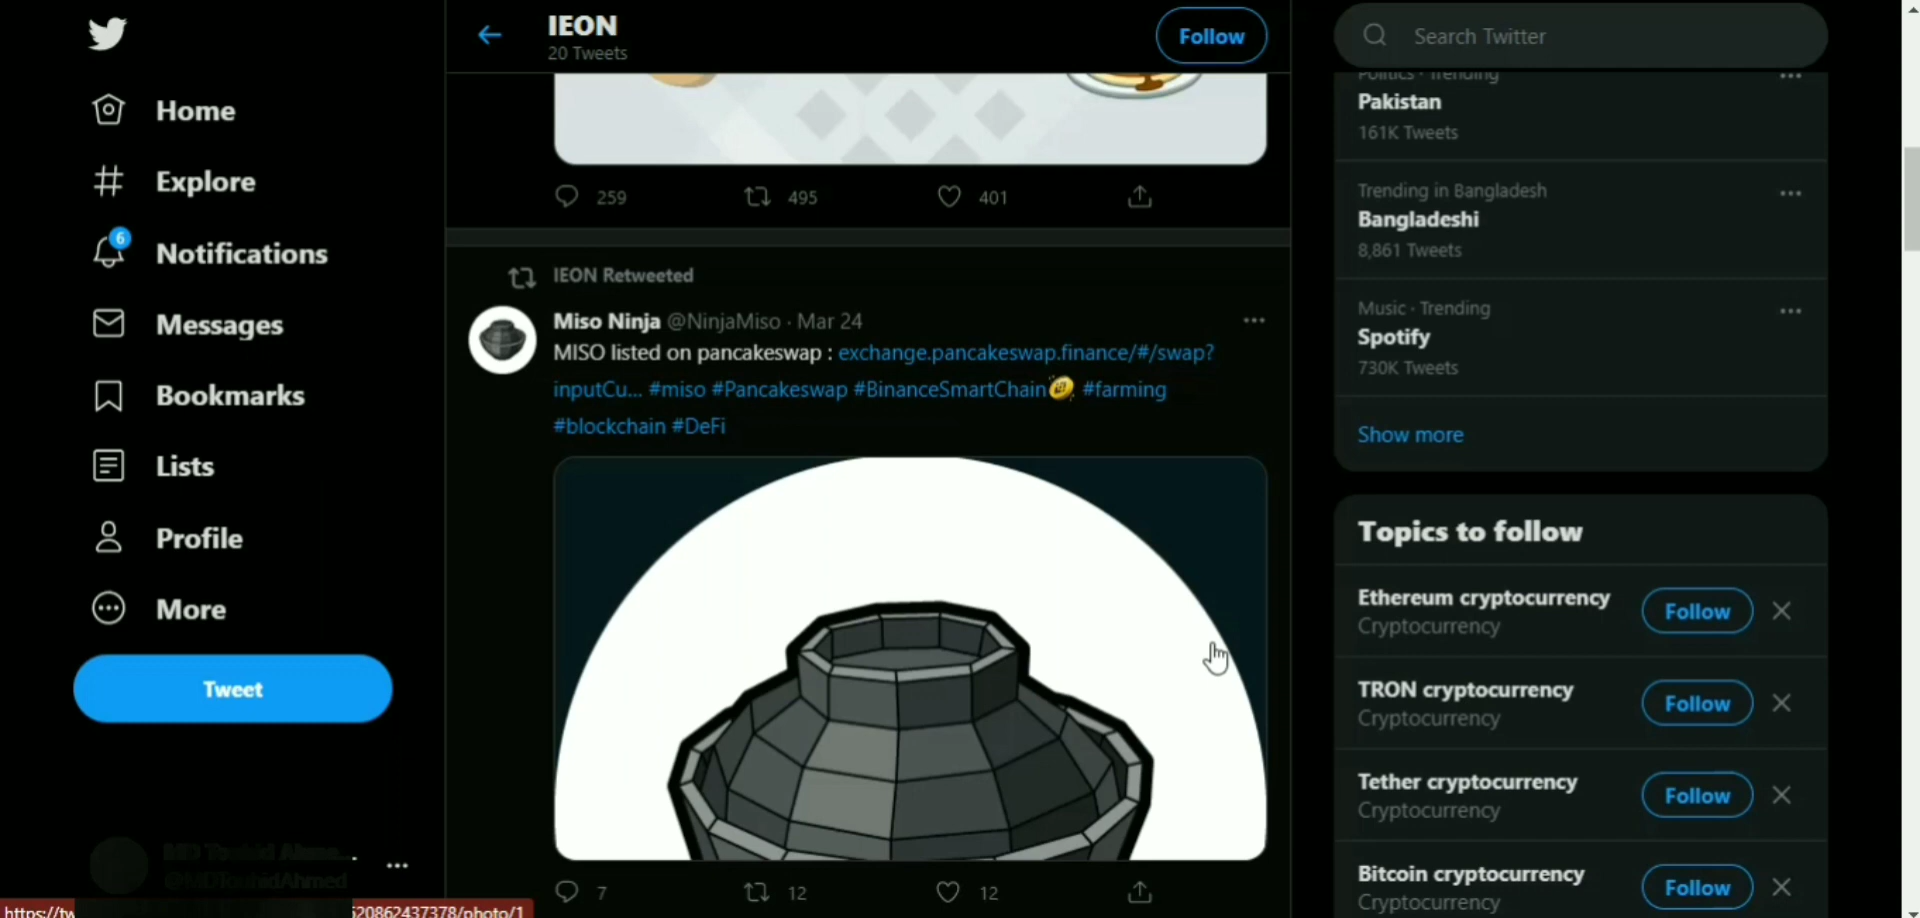 Home
Explore
6
Notifications
Messages
Bookmarks
Lists
Profile
More
Tweet
https://tw
520862437378/photo/1
IEON
20 Tweets
Follow
259 495 401
IEON Retweeted
Miso Ninja @NinjaMiso · Mar 24
MISO listed on pancakeswap : exchange.pancakeswap.finance/#/swap?
inputCu... #miso #Pancakeswap #BinanceSmartChain #farming
#blockchain #DeFi
7 12 12
Search Twitter
Politics · Trending
Pakistan
161K Tweets
Trending in Bangladesh
Bangladeshi
8,861 Tweets
Music · Trending
Spotify
730K Tweets
Show more
Topics to follow
Ethereum cryptocurrency
Cryptocurrency
Follow
TRON cryptocurrency
Cryptocurrency
Follow
Tether cryptocurrency
Cryptocurrency
Follow
Bitcoin cryptocurrency
Cryptocurrency
Follow